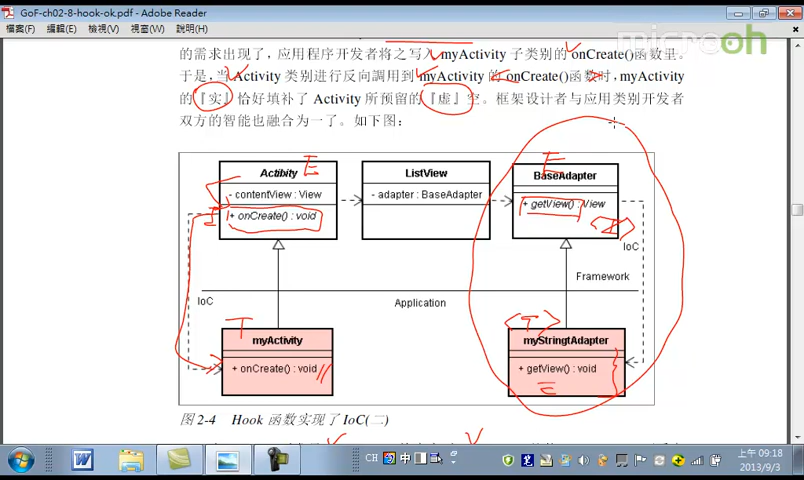 GoF-ch02-8-hook-ok.pdf - Adobe Reader
檔案(F) 編輯(E) 檢視(V) 視窗(W) 說明(H)
microoh
的需求出现了，应用程序开发者将之写入 myActivity 子类别的 onCreate()函数里。
于是，当 Activity 类别进行反向調用到 myActivity 的 onCreate()函数时，myActivity
的『实』恰好填补了 Activity 所预留的『虚』空。框架设计者与应用类别开发者
双方的智能也融合为一了。如下图：
Actibity E
ListView
E
BaseAdapter
- contentView : View
- adapter : BaseAdapter
+ getView() : View
I + onCreate() : void
<I>
IoC
Framework
IoC
Application
T
<T>
myActivity
myStringtAdapter
+ onCreate() : void
+ getView() : void
E
图 2-4 Hook 函数实现了 IoC(二)
CH 中
上午 09:18
2013/9/3